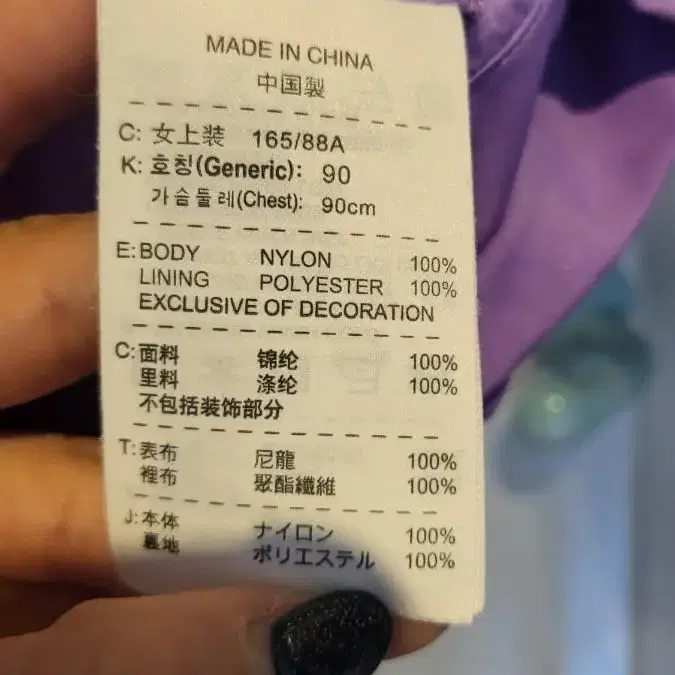 MADE IN CHINA
中国製
C: 女上装 165/88A
K: 호칭(Generic): 90
가슴둘레(Chest): 90cm
E: BODY NYLON 100%
LINING POLYESTER 100%
EXCLUSIVE OF DECORATION
C: 面料 锦纶 100%
里料 涤纶 100%
不包括装饰部分
T: 表布 尼龍 100%
裡布 聚酯纖維 100%
J: 本体 ナイロン 100%
裏地 ポリエステル 100%